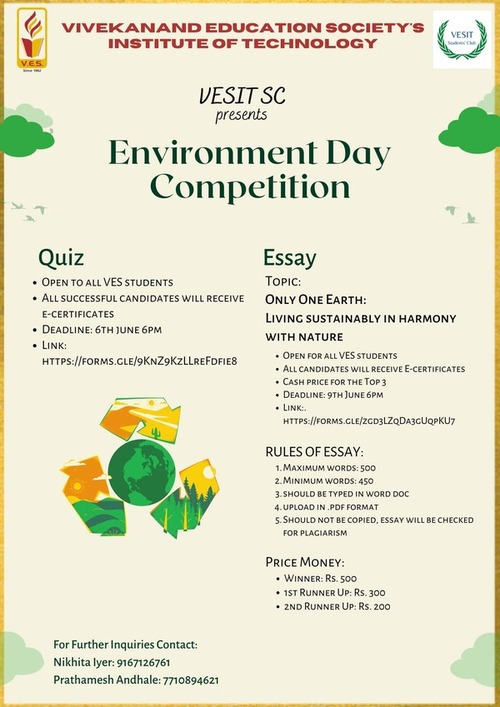 VIVEKANAND EDUCATION SOCIETY'S
INSTITUTE OF TECHNOLOGY
V.E.S.
Since 1962
VESIT
Students' Club
VESIT SC
presents
Environment Day
Competition
Quiz
Open to all VES students
All successful candidates will receive
e-certificates
Deadline: 6th June 6pm
Link:
https://forms.gle/9KnZ9KzLLreFdfie8
Essay
Topic:
Only One Earth:
Living sustainably in harmony
with nature
Open for all VES students
All candidates will receive E-certificates
Cash price for the Top 3
Deadline: 9th June 6pm
Link:.
https://forms.gle/zgd3LZqDa3gUqpKU7
RULES OF ESSAY:
1. Maximum words: 500
2. Minimum words: 450
3. should be typed in word doc
4. upload in .pdf format
5. Should not be copied, essay will be checked
for plagiarism
Price Money:
Winner: Rs. 500
1st Runner Up: Rs. 300
2nd Runner Up: Rs. 200
For Further Inquiries Contact:
Nikhita Iyer: 9167126761
Prathamesh Andhale: 7710894621